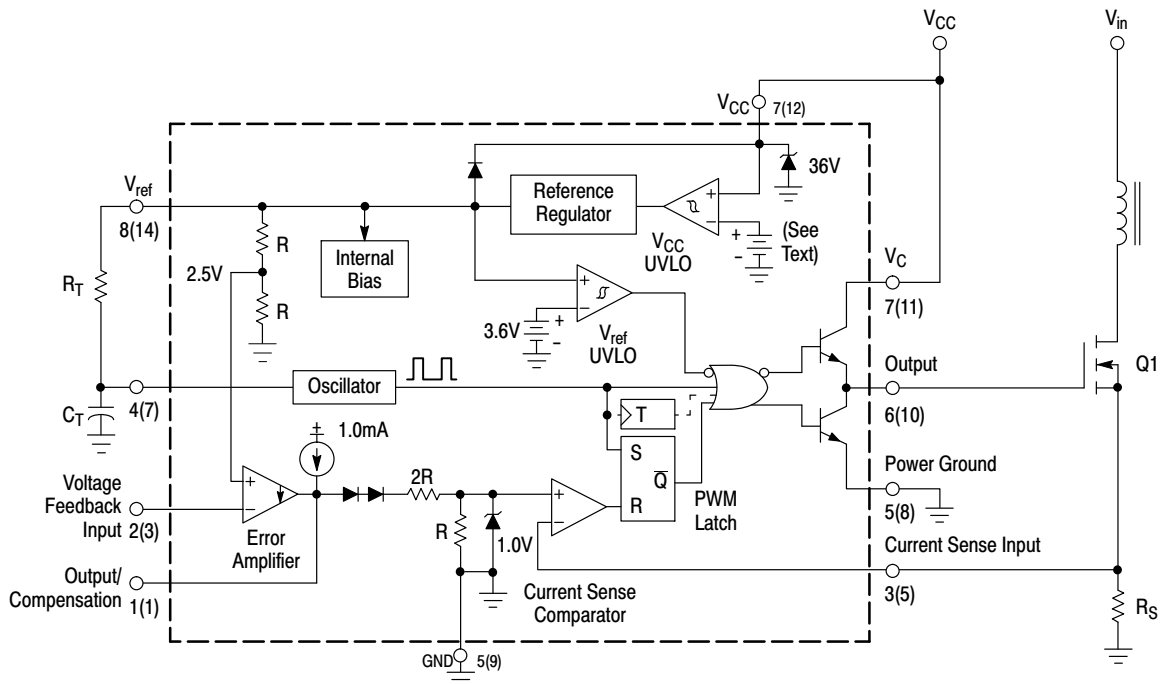 VCC
Vin
VCC 7(12)
36V
Vref
8(14)
Reference
Regulator
+
−
VCC
UVLO
+
−
(See
Text)
R
Internal
Bias
2.5V
R
RT
+
−
3.6V
+
−
Vref
UVLO
VC
7(11)
Output
6(10)
Q1
CT
4(7)
Oscillator
T
1.0mA
+
S
Q
R
PWM
Latch
Power Ground
5(8)
Voltage
Feedback
Input 2(3)
+
−
Error
Amplifier
2R
R
1.0V
+
−
Current Sense
Comparator
Current Sense Input
3(5)
Output/
Compensation 1(1)
RS
GND 5(9)